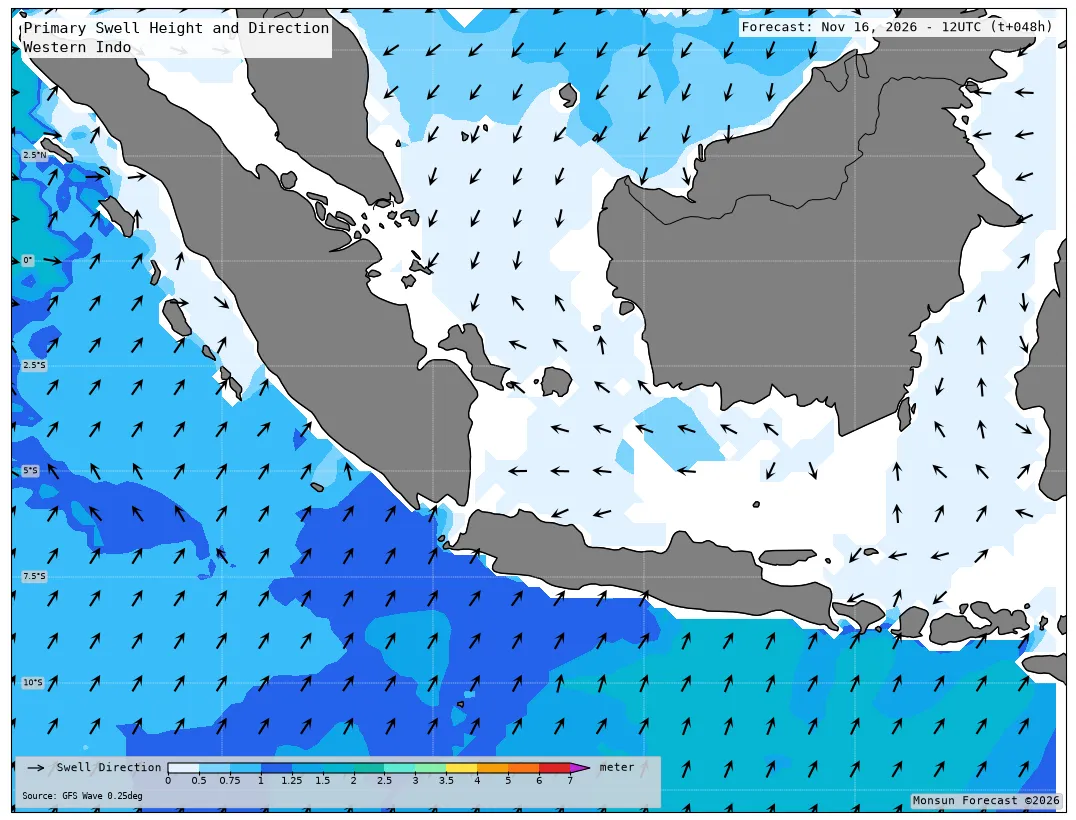 Primary Swell Height and Direction
Western Indo
Forecast: Nov 16, 2026 - 12UTC (t+048h)
2.5°N
0°
2.5°S
5°S
7.5°S
10°S
Swell Direction
0 0.5 0.75 1 1.25 1.5 2 2.5 3 3.5 4 5 6 7
meter
Source: GFS Wave 0.25deg
Monsun Forecast ©2026